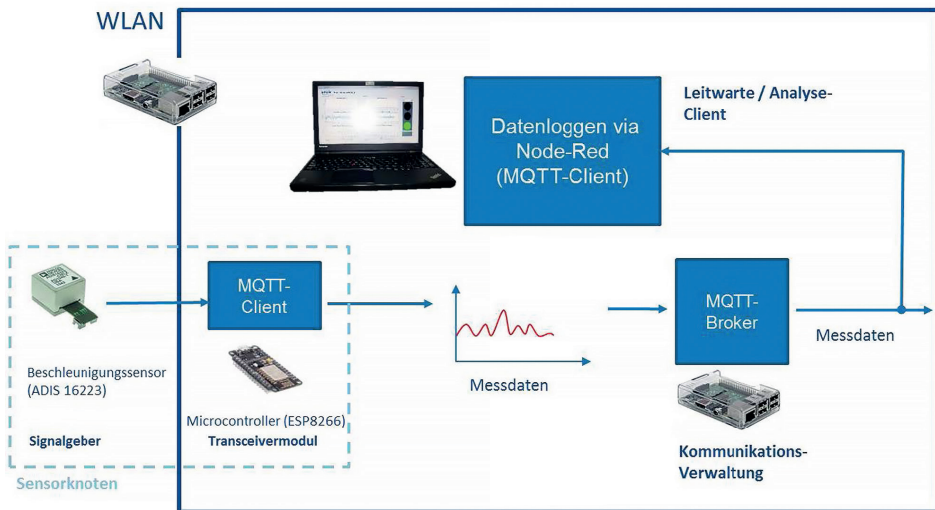 WLAN
Datenloggen via
Node-Red
(MQTT-Client)
Leitwarte / Analyse-
Client
MQTT-
Client
MQTT-
Broker
Messdaten
Messdaten
Beschleunigungssensor
(ADIS 16223)
Microcontroller (ESP8266)
Signalgeber
Transceivermodul
Kommunikations-
Verwaltung
Sensorknoten